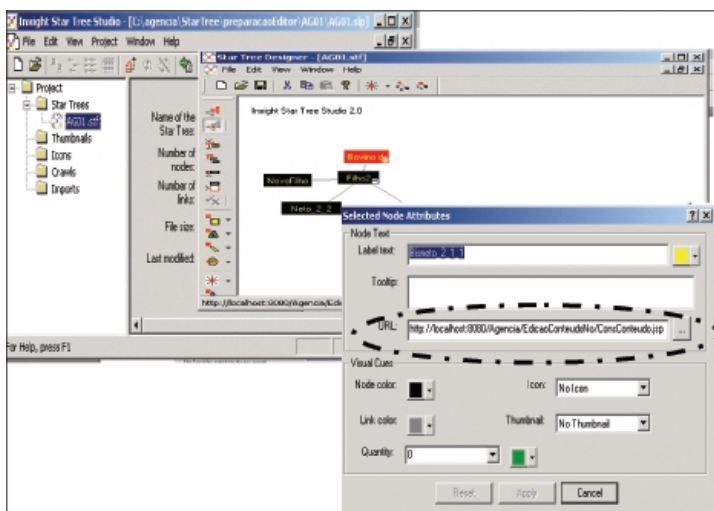 Inxight Star Tree Studio - [C:\agencia\StarTree\preparacaoEditor\AG01\AG01.slp]
File Edit View Project Window Help
Star Tree Designer - [AG01.stf]
File Edit View Window Help
Project
Star Trees
AG01.stf
Thumbnails
Icons
Crawls
Imports
Name of the
Star Tree:
Number of
nodes:
Number of
links:
File size:
Last modified:
Inxight Star Tree Studio 2.0
Bovino d
NovoFilho
Filho2
Neto_2_2
http://localhost:8080/Agencia/Edic
For Help, press F1
Selected Node Attributes
Node Text
Label text:
Bisneto_2_1_1
Tooltip:
URL:
http://localhost:8080/Agencia/EdicaoConteudoNo/ConsConteudo.jsp
...
Visual Cues
Node color:
Icon:
No Icon
Link color:
Thumbnail:
No Thumbnail
Quantity:
0
Reset
Apply
Cancel